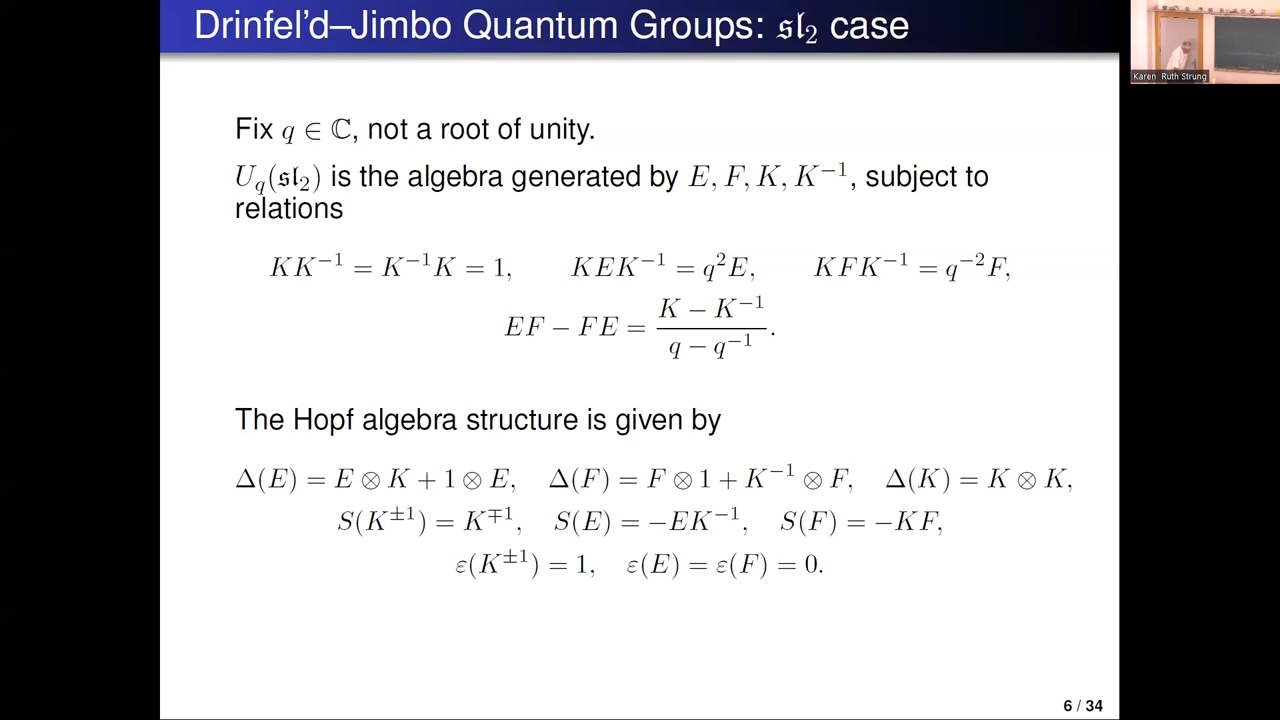 Drinfel'd–Jimbo Quantum Groups: 𝔰𝔩₂ case
Karen Ruth Strung
Fix q ∈ ℂ, not a root of unity.
U_q(𝔰𝔩₂) is the algebra generated by E, F, K, K⁻¹, subject to
relations
KK⁻¹ = K⁻¹K = 1, KEK⁻¹ = q²E, KFK⁻¹ = q⁻²F,
EF − FE = (K − K⁻¹)/(q − q⁻¹).
The Hopf algebra structure is given by
Δ(E) = E ⊗ K + 1 ⊗ E, Δ(F) = F ⊗ 1 + K⁻¹ ⊗ F, Δ(K) = K ⊗ K,
S(K^{±1}) = K^{∓1}, S(E) = −EK⁻¹, S(F) = −KF,
ε(K^{±1}) = 1, ε(E) = ε(F) = 0.
6 / 34